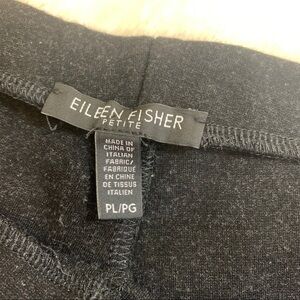 EILEEN FISHER
PETITE
MADE IN
CHINA OF
ITALIAN
FABRIC/
FABRIQUÉ
EN CHINE
DE TISSUS
ITALIEN
PL/PG